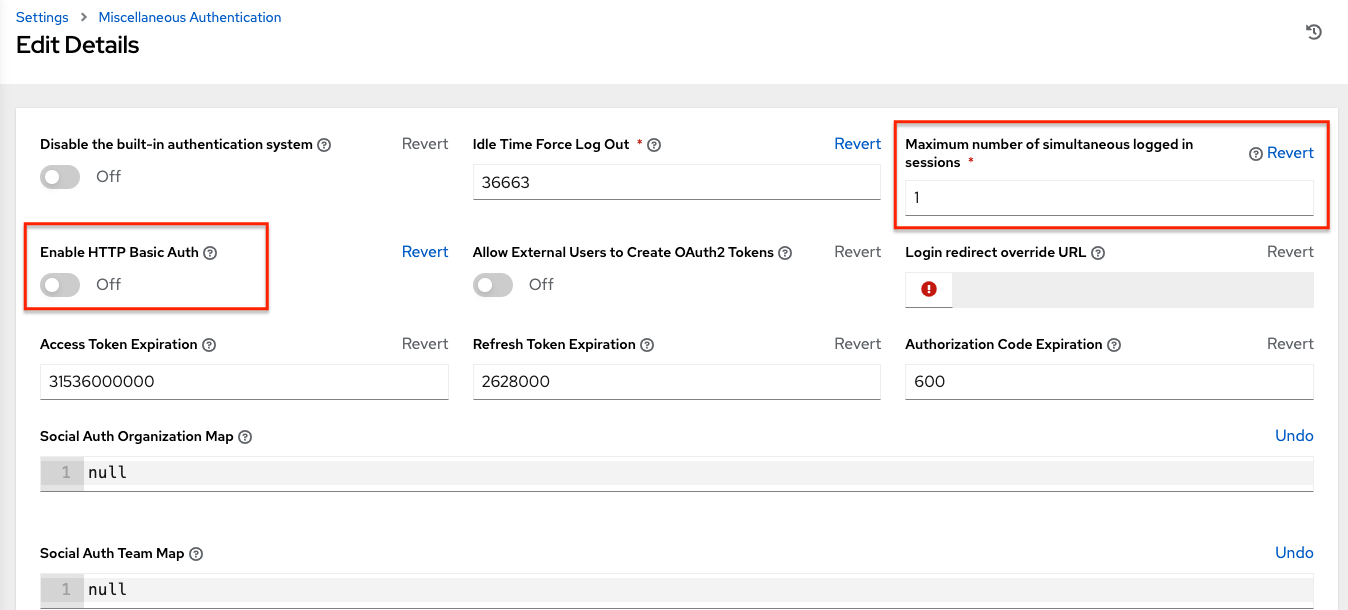 Settings > Miscellaneous Authentication
Edit Details
Disable the built-in authentication system Revert
Off
Idle Time Force Log Out * Revert
36663
Maximum number of simultaneous logged in
sessions * Revert
1
Enable HTTP Basic Auth Revert
Off
Allow External Users to Create OAuth2 Tokens Revert
Off
Login redirect override URL Revert
Access Token Expiration Revert
31536000000
Refresh Token Expiration Revert
2628000
Authorization Code Expiration Revert
600
Social Auth Organization Map Undo
1 null
Social Auth Team Map Undo
1 null